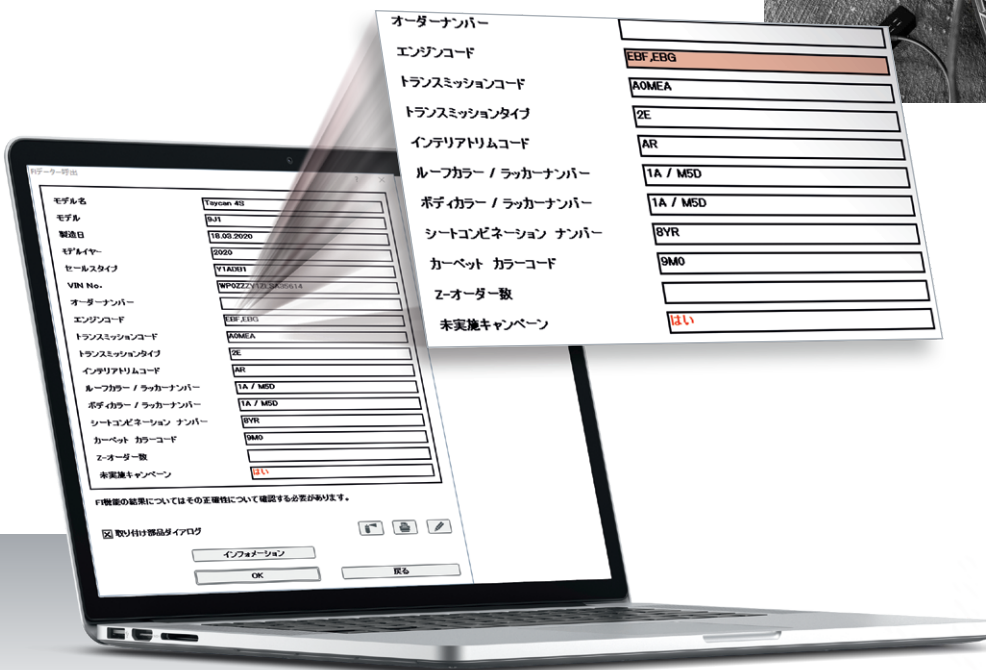 オーダーナンバー
エンジンコード EBF,EBG
トランスミッションコード A0MEA
トランスミッションタイプ 2E
インテリアトリムコード AR
ルーフカラー / ラッカーナンバー 1A / M5D
ボディカラー / ラッカーナンバー 1A / M5D
シートコンビネーション ナンバー 8YR
カーペット カラーコード 9M0
Z-オーダー数
未実施キャンペーン はい
FIデーター呼出
モデル名 Taycan 4S
モデル 9J1
製造日 18.03.2020
モデルイヤー 2020
セールスタイプ Y1ADB1
VIN No.
オーダーナンバー
エンジンコード EBF,EBG
トランスミッションコード A0MEA
トランスミッションタイプ 2E
インテリアトリムコード AR
ルーフカラー / ラッカーナンバー 1A / M5D
ボディカラー / ラッカーナンバー 1A / M5D
シートコンビネーション ナンバー 8YR
カーペット カラーコード 9M0
Z-オーダー数
未実施キャンペーン はい
FI機能の結果についてはその正確性について確認する必要があります。
取り付け部品ダイアログ
インフォメーション
OK 戻る